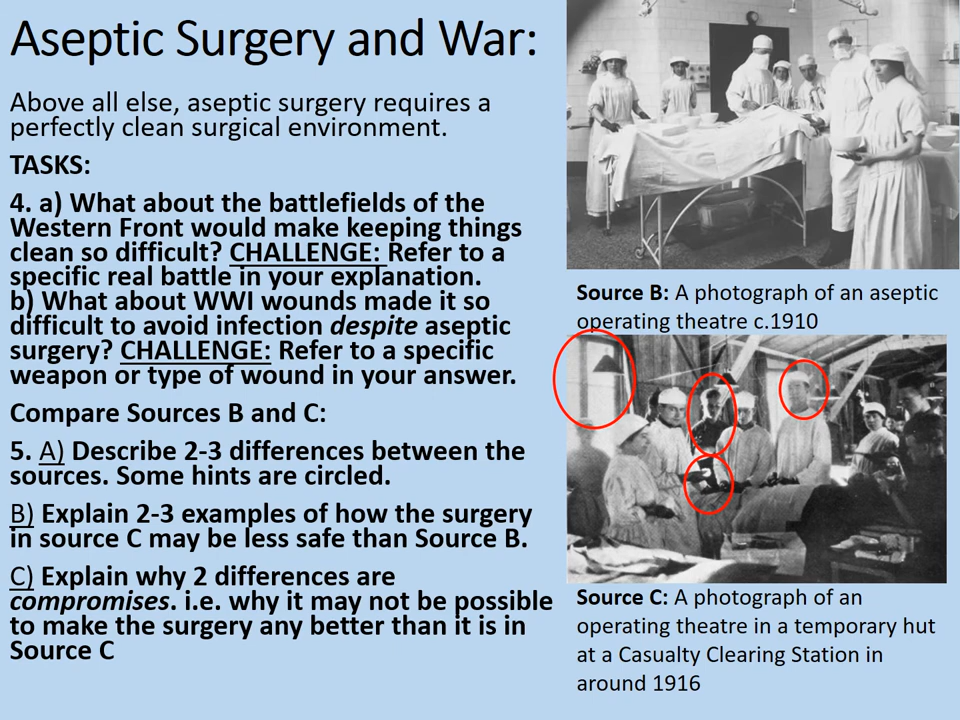 Aseptic Surgery and War:
Above all else, aseptic surgery requires a
perfectly clean surgical environment.
TASKS:
4. a) What about the battlefields of the
Western Front would make keeping things
clean so difficult? CHALLENGE: Refer to a
specific real battle in your explanation.
b) What about WWI wounds made it so
difficult to avoid infection despite aseptic
surgery? CHALLENGE: Refer to a specific
weapon or type of wound in your answer.
Compare Sources B and C:
5. A) Describe 2-3 differences between the
sources. Some hints are circled.
B) Explain 2-3 examples of how the surgery
in source C may be less safe than Source B.
C) Explain why 2 differences are
compromises. i.e. why it may not be possible
to make the surgery any better than it is in
Source C
Source B: A photograph of an aseptic
operating theatre c.1910
Source C: A photograph of an
operating theatre in a temporary hut
at a Casualty Clearing Station in
around 1916